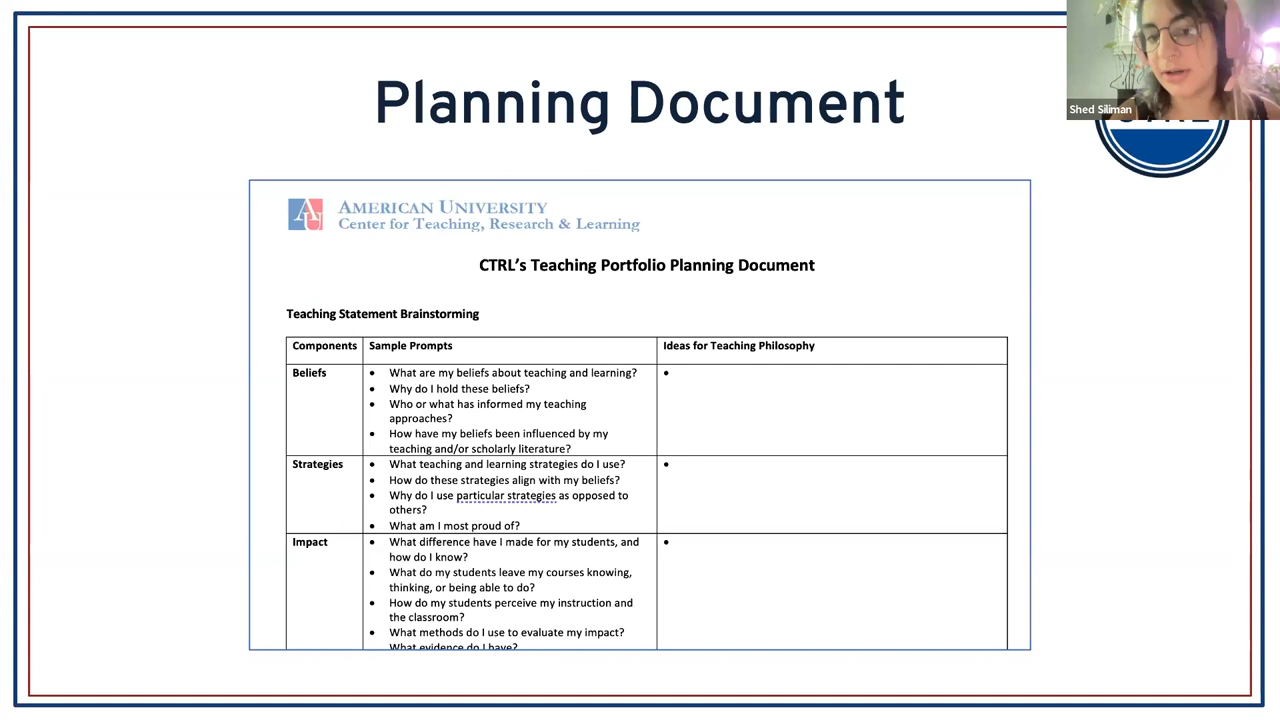 Planning Document
Shed Siliman
AMERICAN UNIVERSITY
Center for Teaching, Research & Learning
CTRL's Teaching Portfolio Planning Document
Teaching Statement Brainstorming
Components Sample Prompts Ideas for Teaching Philosophy
Beliefs
• What are my beliefs about teaching and learning?
• Why do I hold these beliefs?
• Who or what has informed my teaching
approaches?
• How have my beliefs been influenced by my
teaching and/or scholarly literature?
•
Strategies
• What teaching and learning strategies do I use?
• How do these strategies align with my beliefs?
• Why do I use particular strategies as opposed to
others?
• What am I most proud of?
•
Impact
• What difference have I made for my students, and
how do I know?
• What do my students leave my courses knowing,
thinking, or being able to do?
• How do my students perceive my instruction and
the classroom?
• What methods do I use to evaluate my impact?
What evidence do I have?
•